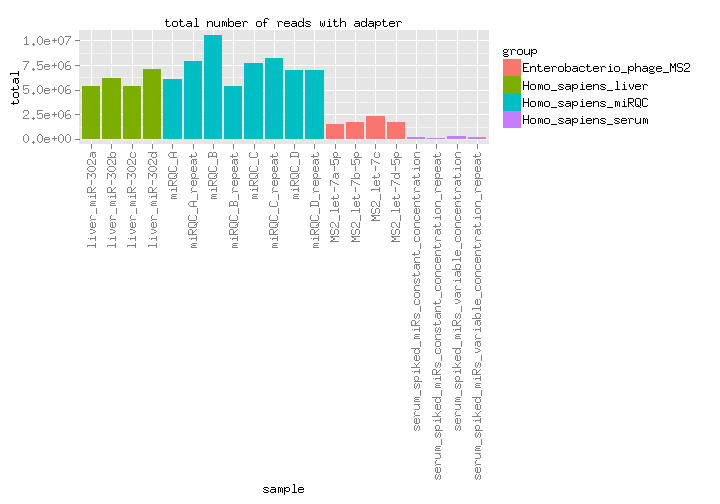 total number of reads with adapter
1.0e+07
7.5e+06
5.0e+06
2.5e+06
0.0e+00
total
liver_miR-302a
liver_miR-302b
liver_miR-302c
liver_miR-302d
miRQC_A
miRQC_A_repeat
miRQC_B
miRQC_B_repeat
miRQC_C
miRQC_C_repeat
miRQC_D
miRQC_D_repeat
MS2_let-7a-5p
MS2_let-7b-5p
MS2_let-7c
MS2_let-7d-5p
serum_spiked_miRs_constant_concentration
serum_spiked_miRs_constant_concentration_repeat
serum_spiked_miRs_variable_concentration
serum_spiked_miRs_variable_concentration_repeat
sample
group
Enterobacterio_phage_MS2
Homo_sapiens_liver
Homo_sapiens_miRQC
Homo_sapiens_serum